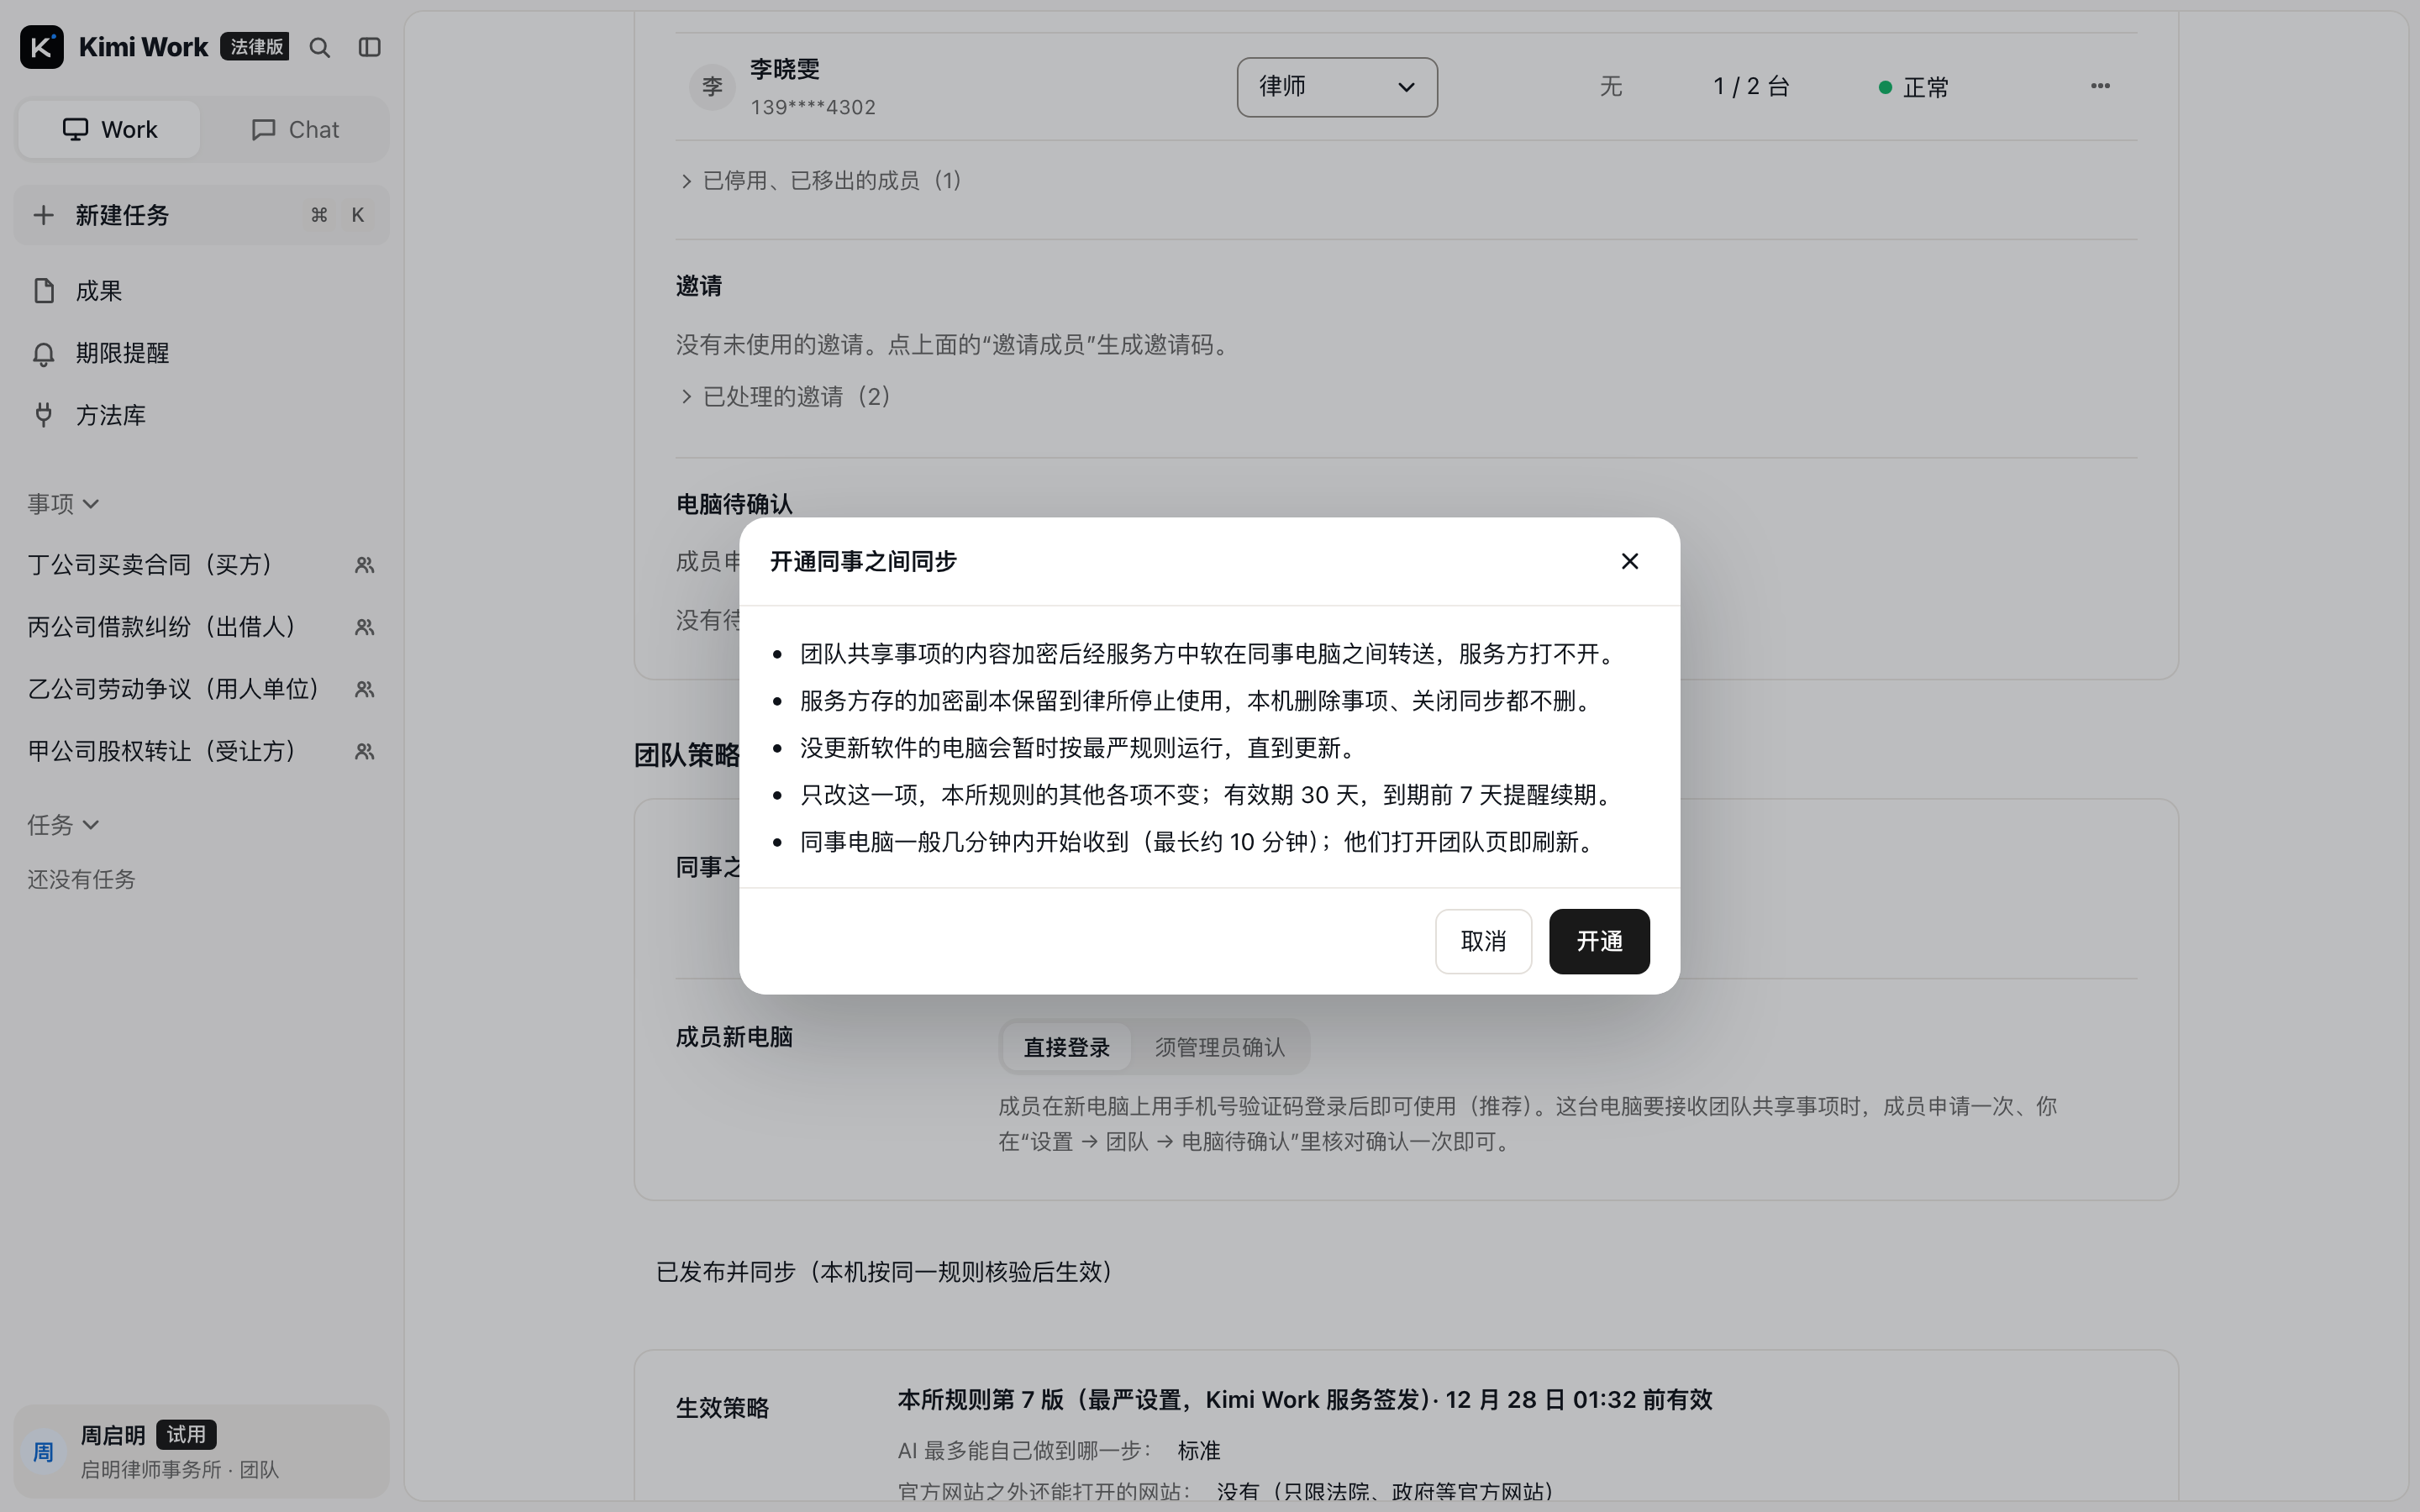 Kimi Work 法律版
Work
Chat
新建任务 ⌘ K
成果
期限提醒
方法库
事项
丁公司买卖合同（买方）
丙公司借款纠纷（出借人）
乙公司劳动争议（用人单位）
甲公司股权转让（受让方）
任务
还没有任务
周 周启明 试用
启明律师事务所 · 团队
李 李晓雯
139****4302
律师
无
1 / 2 台
正常
已停用、已移出的成员（1）
邀请
没有未使用的邀请。点上面的“邀请成员”生成邀请码。
已处理的邀请（2）
电脑待确认
成员申
没有待
开通同事之间同步
• 团队共享事项的内容加密后经服务方中软在同事电脑之间转送，服务方打不开。
• 服务方存的加密副本保留到律所停止使用，本机删除事项、关闭同步都不删。
• 没更新软件的电脑会暂时按最严规则运行，直到更新。
• 只改这一项，本所规则的其他各项不变；有效期 30 天，到期前 7 天提醒续期。
• 同事电脑一般几分钟内开始收到（最长约 10 分钟）；他们打开团队页即刷新。
取消
开通
团队策略
同事之
成员新电脑
直接登录
须管理员确认
成员在新电脑上用手机号验证码登录后即可使用（推荐）。这台电脑要接收团队共享事项时，成员申请一次、你
在“设置 → 团队 → 电脑待确认”里核对确认一次即可。
已发布并同步（本机按同一规则核验后生效）
生效策略
本所规则第 7 版（最严设置，Kimi Work 服务签发）· 12 月 28 日 01:32 前有效
AI 最多能自己做到哪一步： 标准
官方网站之外还能打开的网站： 没有（只限法院、政府等官方网站）